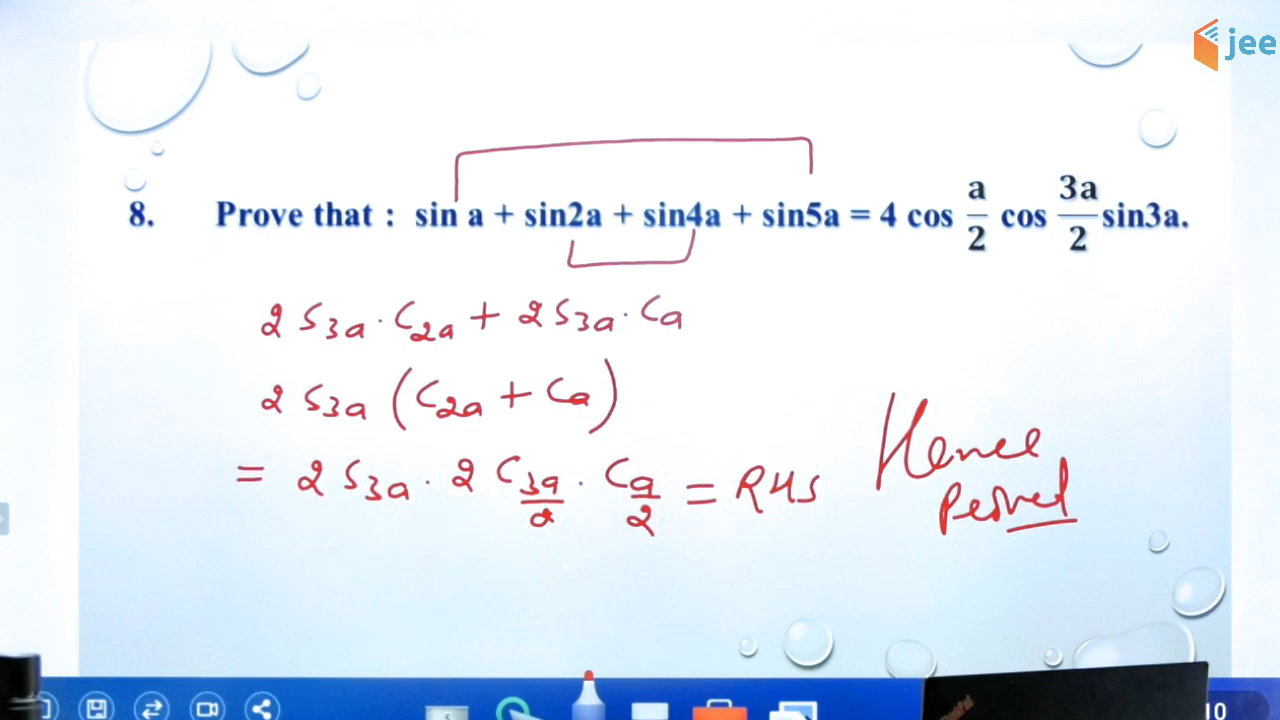 jee
8. Prove that : sin a + sin2a + sin4a + sin5a = 4 cos a/2 cos 3a/2 sin3a.
2 S3a · C2a + 2 S3a · Ca
2 S3a (C2a + Ca)
= 2 S3a · 2 C3a/2 · Ca/2 = RHS
Hence
Proved
10